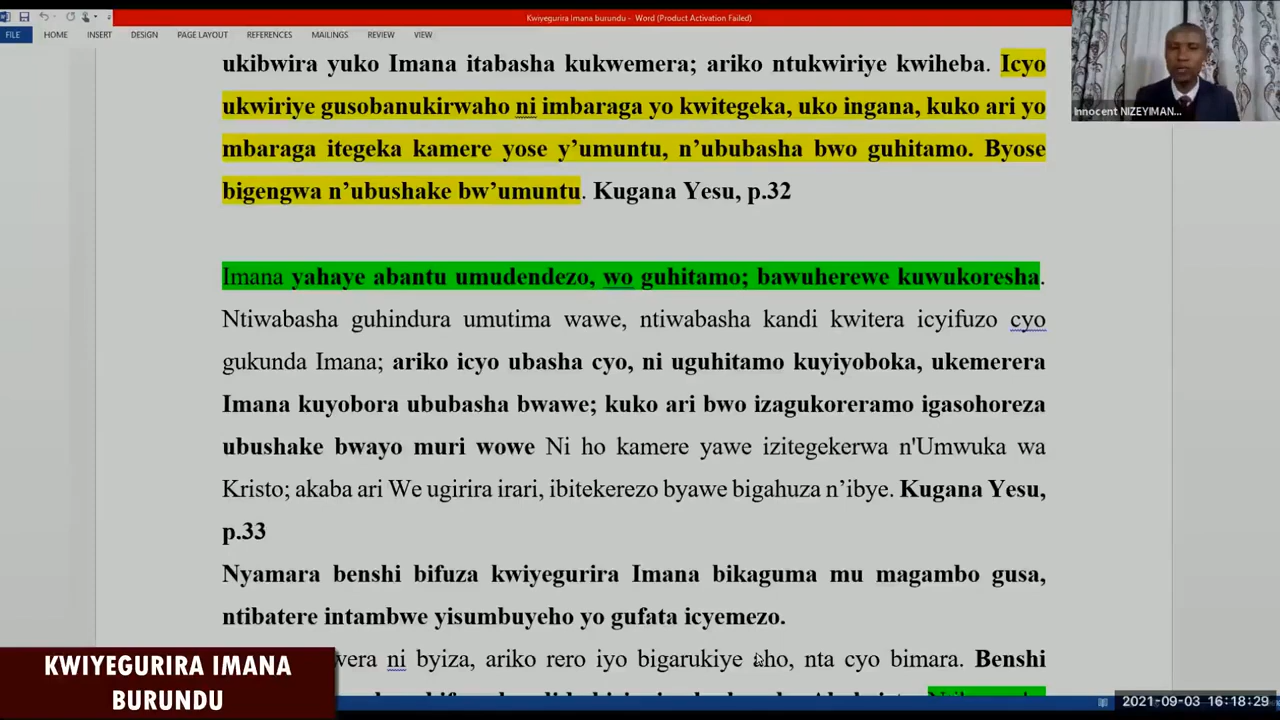 Kwiyegurira Imana burundu - Word (Product Activation Failed)
FILE HOME INSERT DESIGN PAGE LAYOUT REFERENCES MAILINGS REVIEW VIEW
ukibwira yuko Imana itabasha kukwemera; ariko ntukwiriye kwiheba. Icyo
ukwiriye gusobanukirwaho ni imbaraga yo kwitegeka, uko ingana, kuko ari yo
mbaraga itegeka kamere yose y’umuntu, n’ububasha bwo guhitamo. Byose
bigengwa n’ubushake bw’umuntu. Kugana Yesu, p.32
Imana yahaye abantu umudendezo, wo guhitamo; bawuherewe kuwukoresha.
Ntiwabasha guhindura umutima wawe, ntiwabasha kandi kwitera icyifuzo cyo
gukunda Imana; ariko icyo ubasha cyo, ni uguhitamo kuyiyoboka, ukemerera
Imana kuyobora ububasha bwawe; kuko ari bwo izagukoreramo igasohoreza
ubushake bwayo muri wowe Ni ho kamere yawe izitegekerwa n'Umwuka wa
Kristo; akaba ari We ugirira irari, ibitekerezo byawe bigahuza n’ibye. Kugana Yesu,
p.33
Nyamara benshi bifuza kwiyegurira Imana bikaguma mu magambo gusa,
ntibatere intambwe yisumbuyeho yo gufata icyemezo.
ni byiza, ariko rero iyo bigarukiye aho, nta cyo bimara. Benshi
Innocent NIZEYIMAN...
KWIYEGURIRA IMANA
BURUNDU
2021-09-03 16:18:29